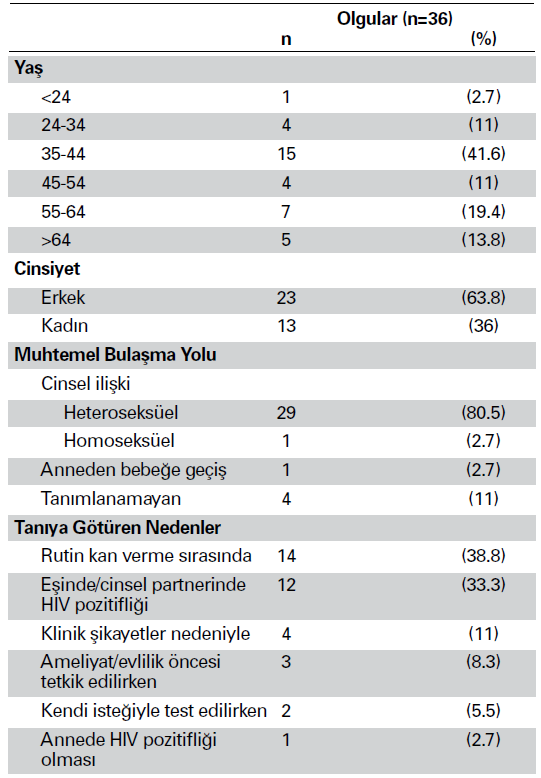 Olgular (n=36)
n (%)
Yaş
<24 1 (2.7)
24-34 4 (11)
35-44 15 (41.6)
45-54 4 (11)
55-64 7 (19.4)
>64 5 (13.8)
Cinsiyet
Erkek 23 (63.8)
Kadın 13 (36)
Muhtemel Bulaşma Yolu
Cinsel ilişki
Heteroseksüel 29 (80.5)
Homoseksüel 1 (2.7)
Anneden bebeğe geçiş 1 (2.7)
Tanımlanamayan 4 (11)
Tanıya Götüren Nedenler
Rutin kan verme sırasında 14 (38.8)
Eşinde/cinsel partnerinde 12 (33.3)
HIV pozitifliği
Klinik şikayetler nedeniyle 4 (11)
Ameliyat/evlilik öncesi 3 (8.3)
tetkik edilirken
Kendi isteğiyle test edilirken 2 (5.5)
Annede HIV pozitifliği 1 (2.7)
olması